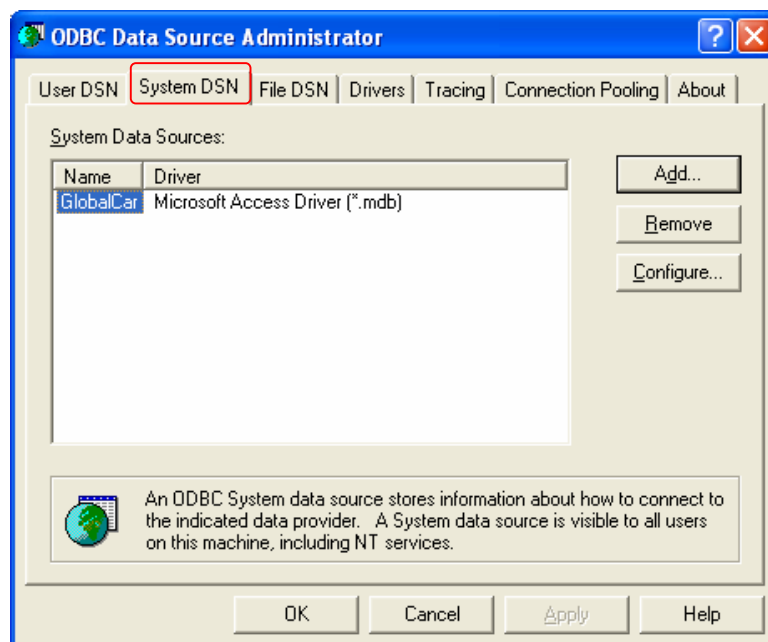 ODBC Data Source Administrator
User DSN System DSN File DSN Drivers Tracing Connection Pooling About
System Data Sources:
Name Driver
GlobalCar Microsoft Access Driver (*.mdb)
Add...
Remove
Configure...
An ODBC System data source stores information about how to connect to
the indicated data provider. A System data source is visible to all users
on this machine, including NT services.
OK Cancel Apply Help